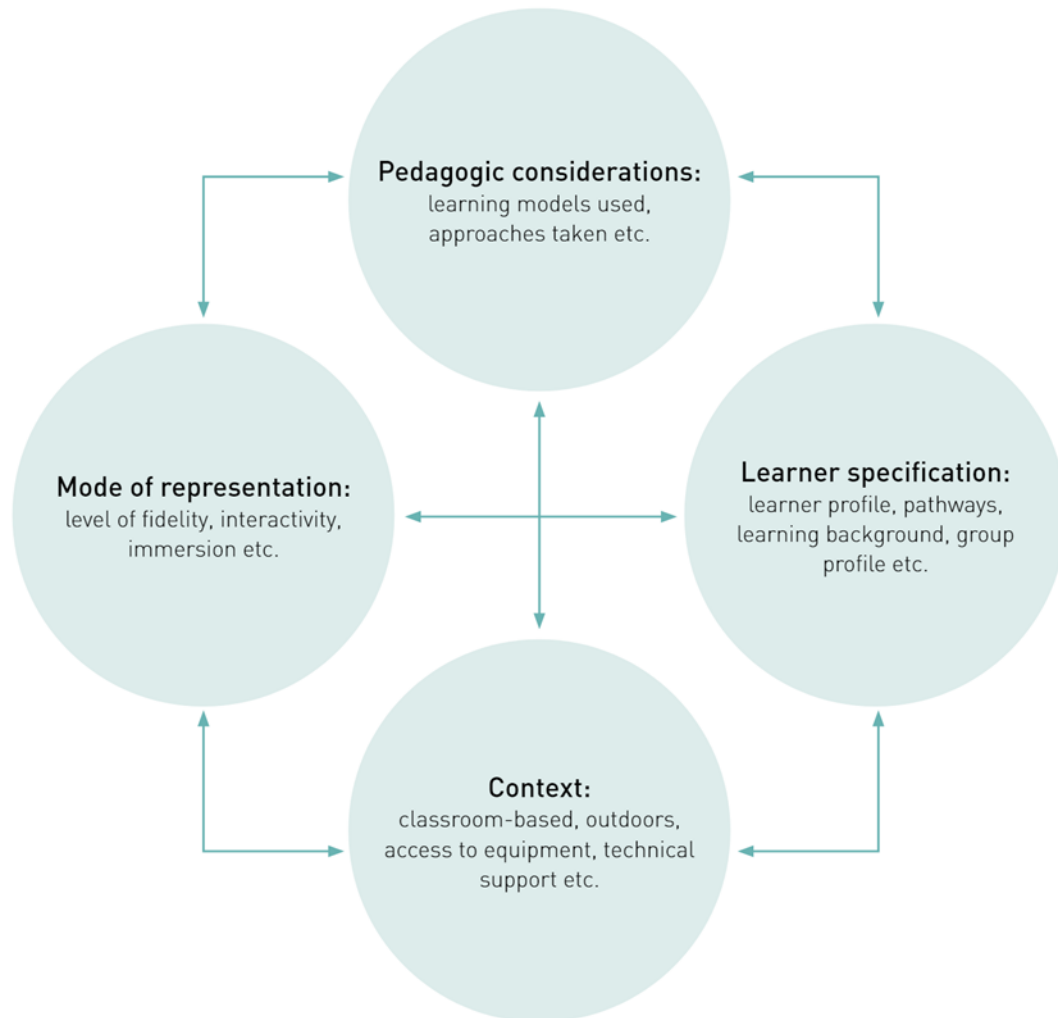 Pedagogic considerations:
learning models used,
approaches taken etc.
Mode of representation:
level of fidelity, interactivity,
immersion etc.
Learner specification:
learner profile, pathways,
learning background, group
profile etc.
Context:
classroom-based, outdoors,
access to equipment, technical
support etc.